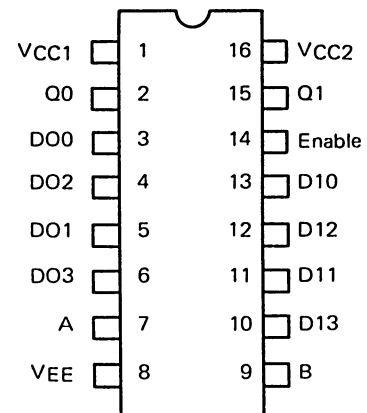 VCC1 1 16 VCC2
Q0 2 15 Q1
DO0 3 14 Enable
DO2 4 13 D10
DO1 5 12 D12
DO3 6 11 D11
A 7 10 D13
VEE 8 9 B